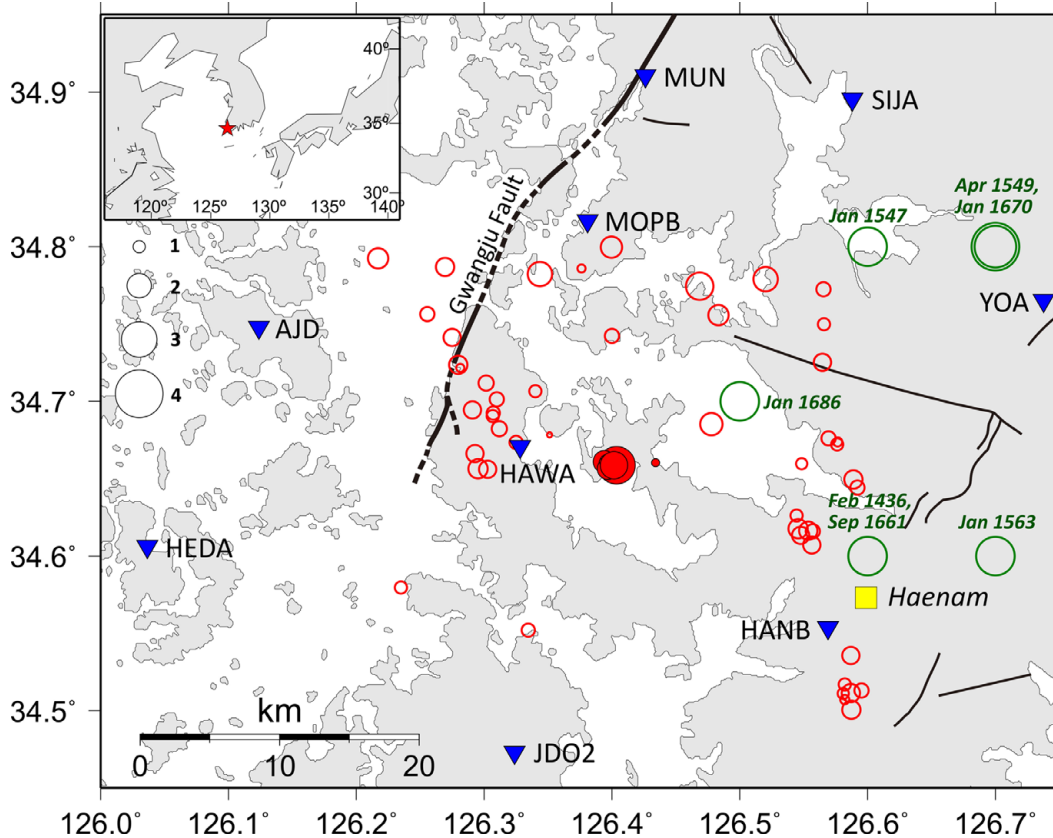 40°
35°
30°
120°
125°
130°
135°
140°
1
2
3
4
34.9°
34.8°
34.7°
34.6°
34.5°
MUN
SIJA
Apr 1549,
Jan 1670
Jan 1547
MOPB
Gwangju Fault
YOA
AJD
Jan 1686
HAWA
Feb 1436,
Sep 1661
Jan 1563
HEDA
Haenam
HANB
km
0
10
20
JDO2
126.0°
126.1°
126.2°
126.3°
126.4°
126.5°
126.6°
126.7°